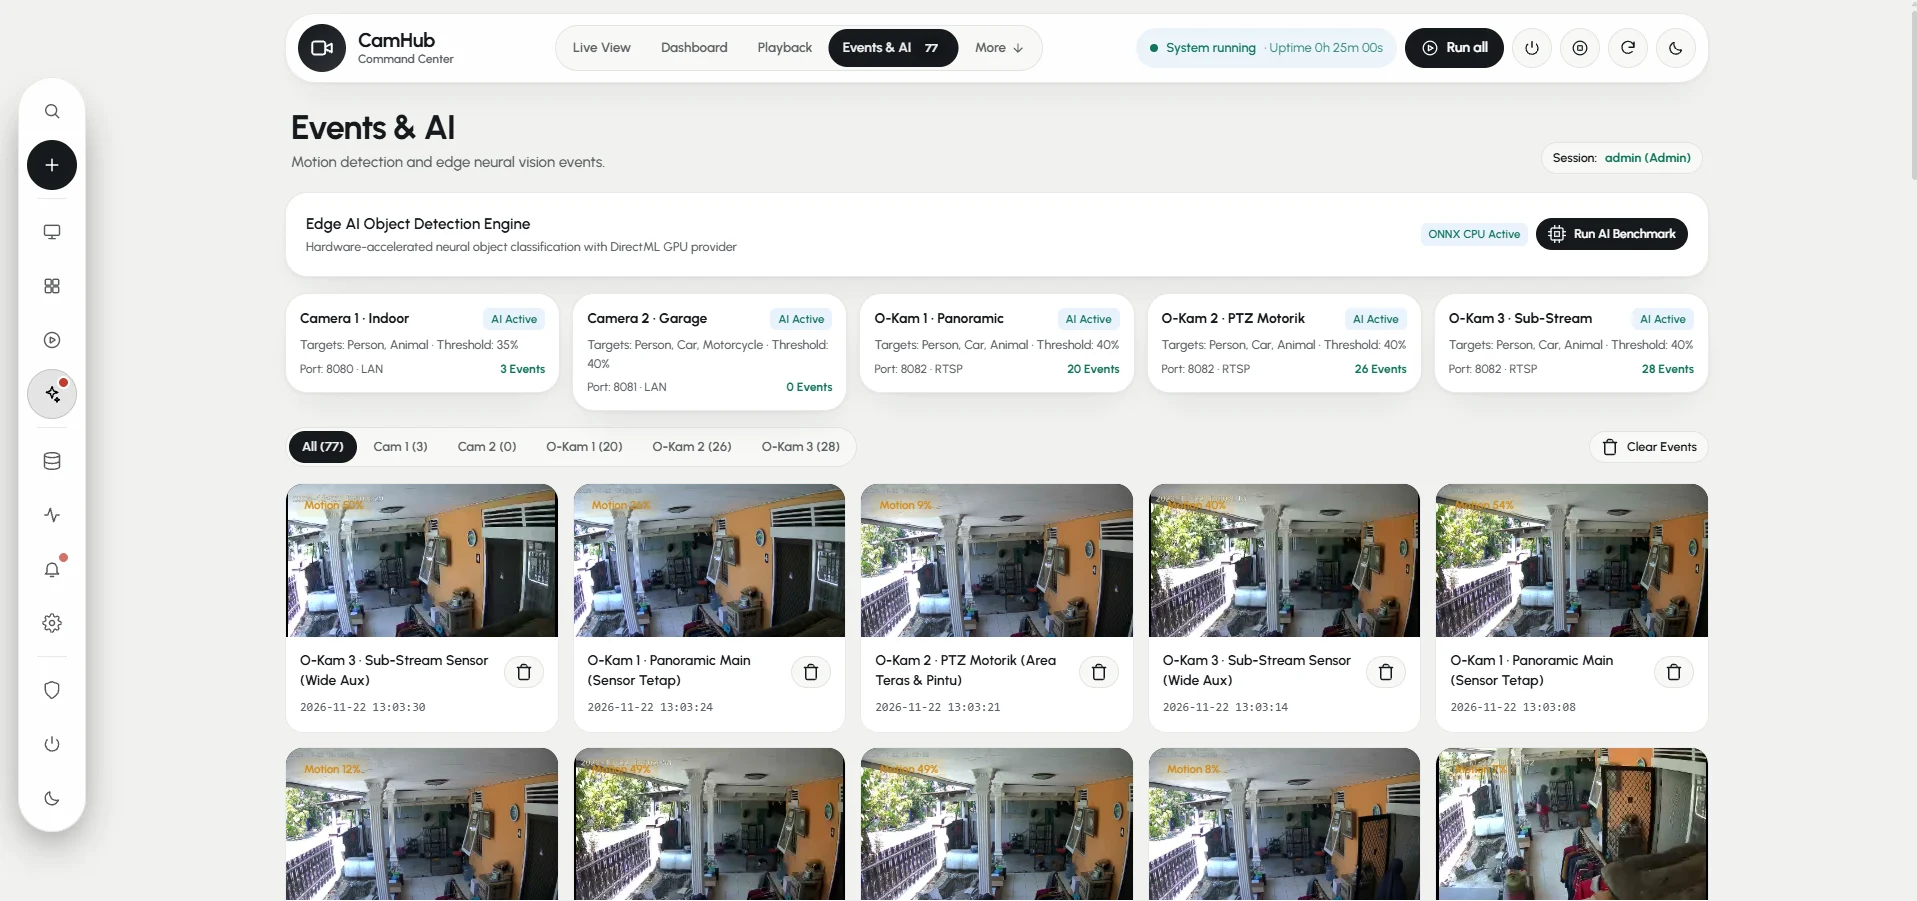 CamHub
Command Center
Live View
Dashboard
Playback
Events & AI 77
More
System running · Uptime 0h 25m 00s
Run all
Events & AI
Motion detection and edge neural vision events.
Session: admin (Admin)
Edge AI Object Detection Engine
Hardware-accelerated neural object classification with DirectML GPU provider
ONNX CPU Active
Run AI Benchmark
Camera 1 · Indoor
AI Active
Targets: Person, Animal · Threshold: 35%
Port: 8080 · LAN
3 Events
Camera 2 · Garage
AI Active
Targets: Person, Car, Motorcycle · Threshold:
40%
Port: 8081 · LAN
0 Events
O-Kam 1 · Panoramic
AI Active
Targets: Person, Car, Animal · Threshold: 40%
Port: 8082 · RTSP
20 Events
O-Kam 2 · PTZ Motorik
AI Active
Targets: Person, Car, Animal · Threshold: 40%
Port: 8082 · RTSP
26 Events
O-Kam 3 · Sub-Stream
AI Active
Targets: Person, Car, Animal · Threshold: 40%
Port: 8082 · RTSP
28 Events
All (77)
Cam 1 (3)
Cam 2 (0)
O-Kam 1 (20)
O-Kam 2 (26)
O-Kam 3 (28)
Clear Events
Motion
O-Kam 3 · Sub-Stream Sensor
(Wide Aux)
2026-11-22 13:03:30
Motion
O-Kam 1 · Panoramic Main
(Sensor Tetap)
2026-11-22 13:03:24
Motion 9%
O-Kam 2 · PTZ Motorik (Area
Teras & Pintu)
2026-11-22 13:03:21
Motion 40%
O-Kam 3 · Sub-Stream Sensor
(Wide Aux)
2026-11-22 13:03:14
Motion 54%
O-Kam 1 · Panoramic Main
(Sensor Tetap)
2026-11-22 13:03:08
Motion 12%
Motion 49%
Motion 49%
Motion 8%
Motion